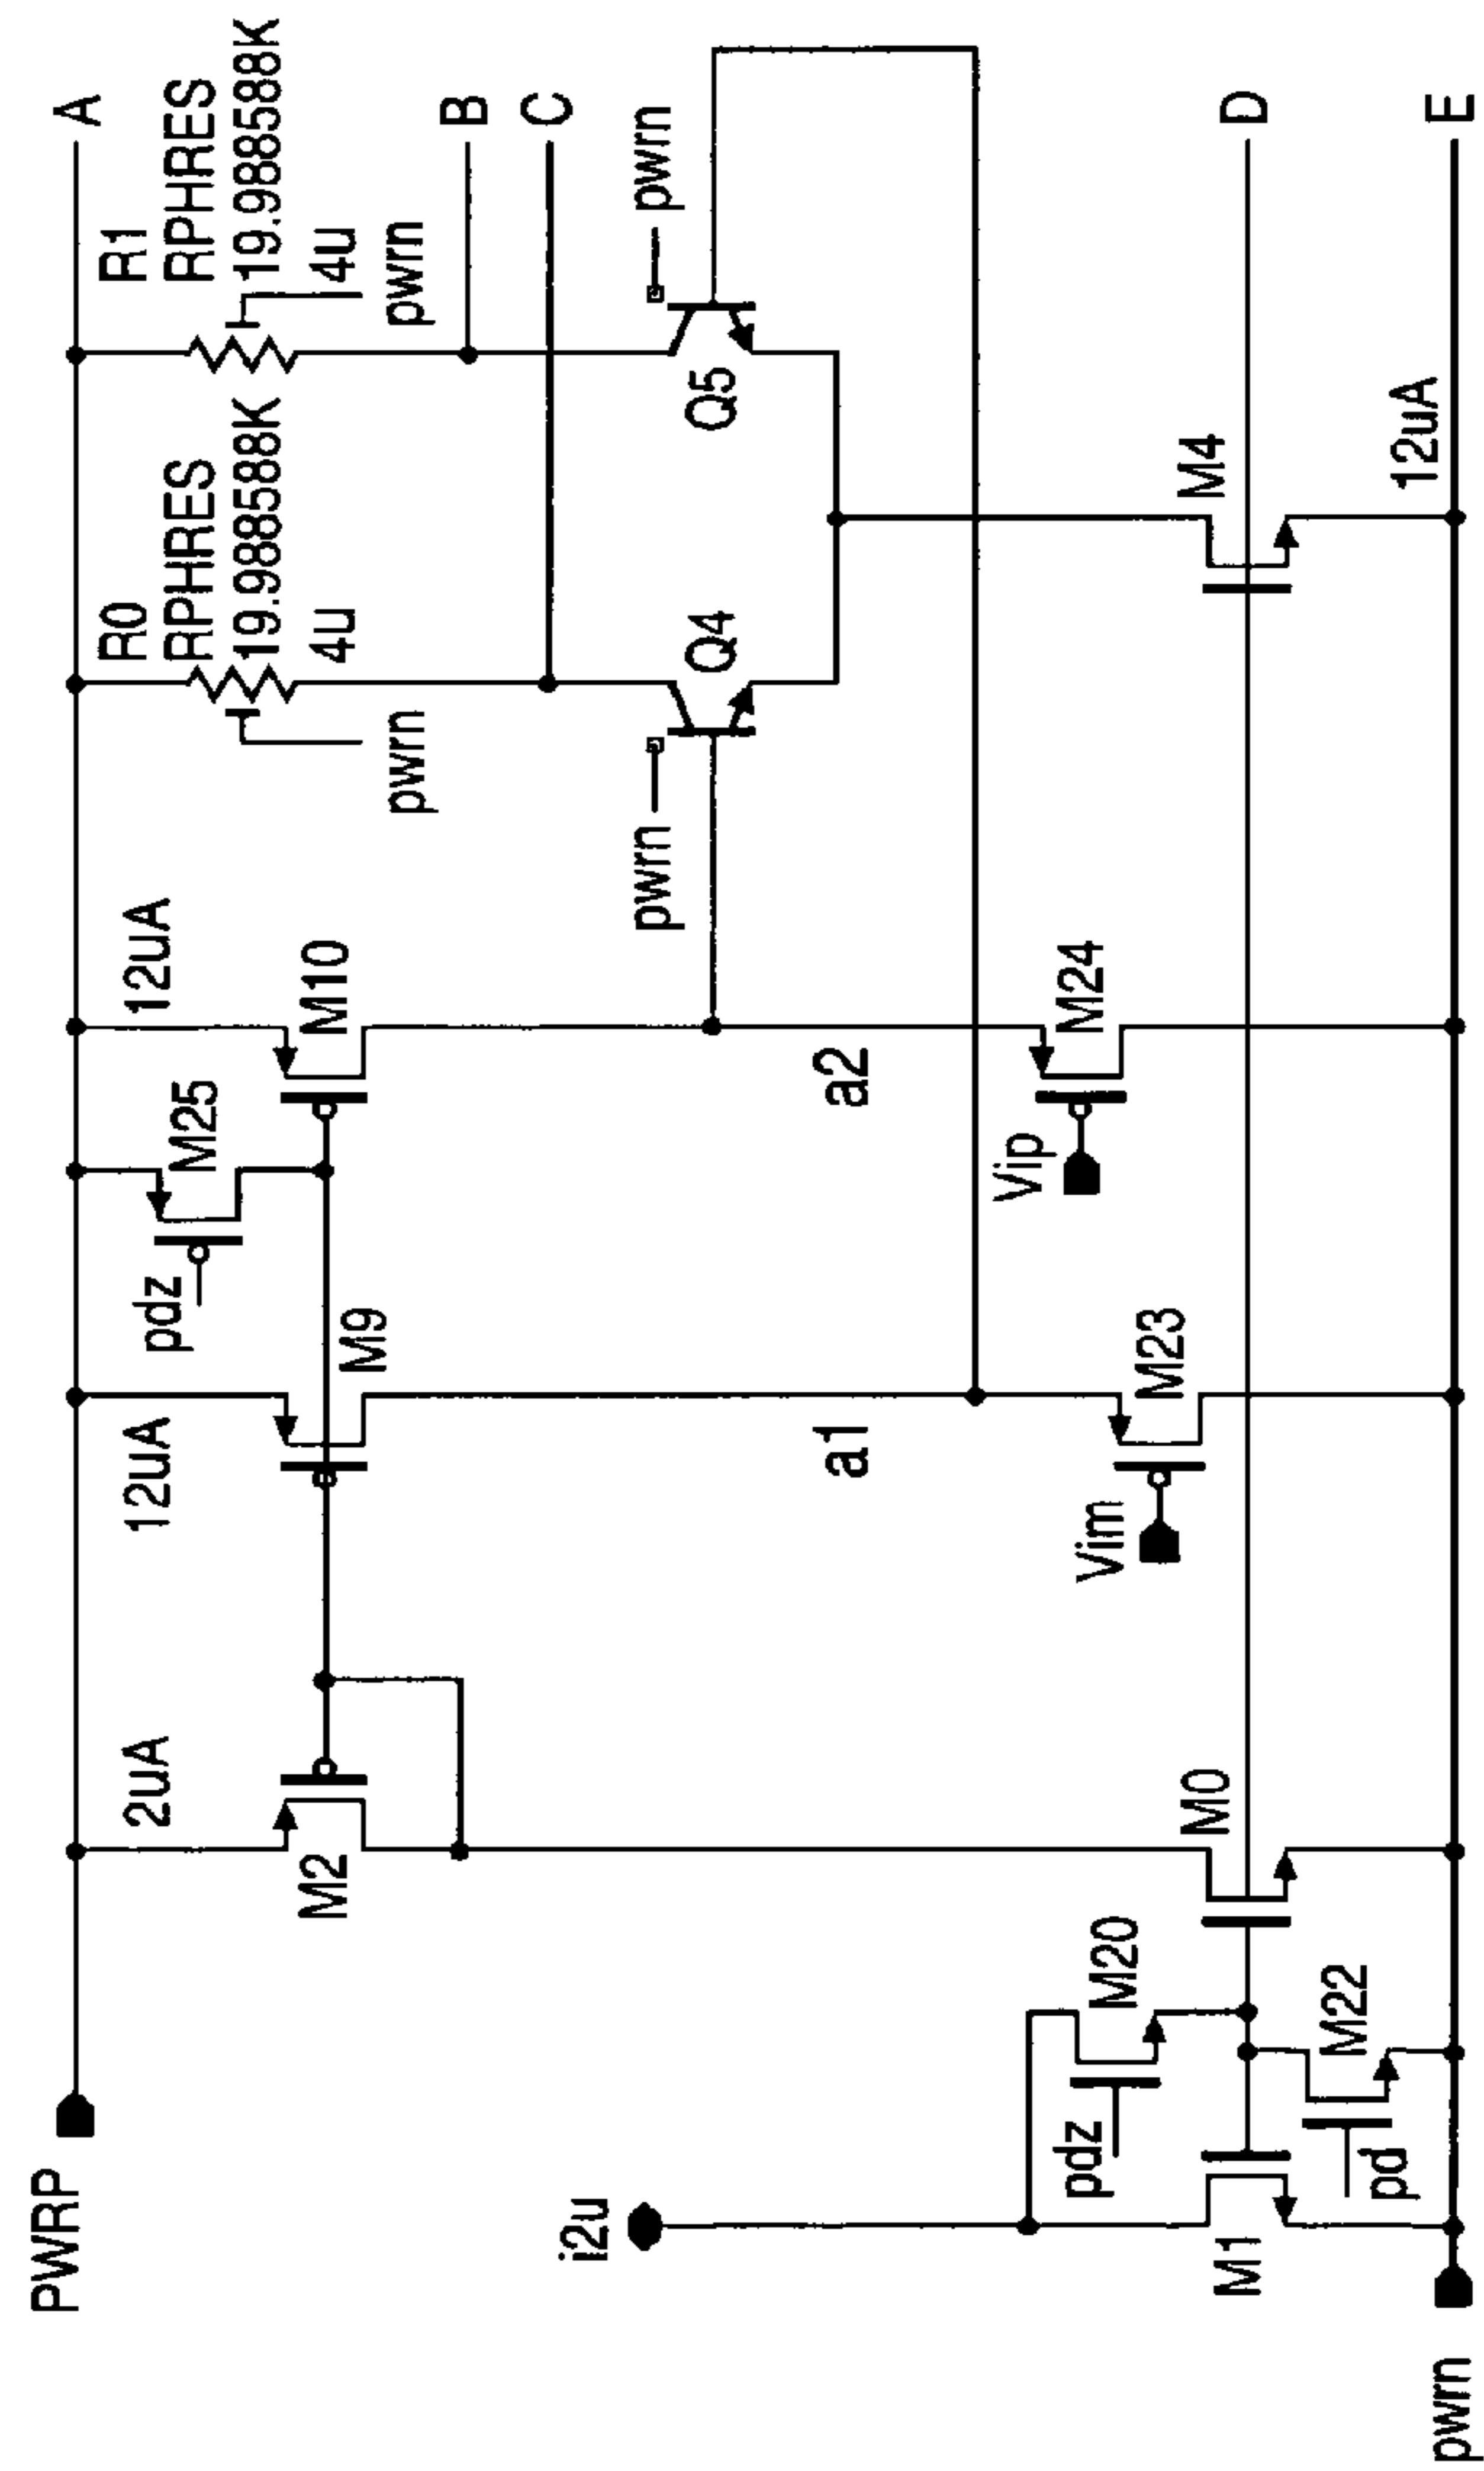 PWRP
2uA
M2
i2u
M1
pdz
M20
pd
M22
M0
pwrn
12uA
M9
a1
Vim
M23
pdz
M25
12uA
M10
a2
Vip
M24
R0
RPHRES
19.988588K
4u
pwrn
pwrn
Q4
R1
RPHRES
19.988588K
4u
pwrn
pwrn
Q5
M4
12uA
A
B
C
D
E